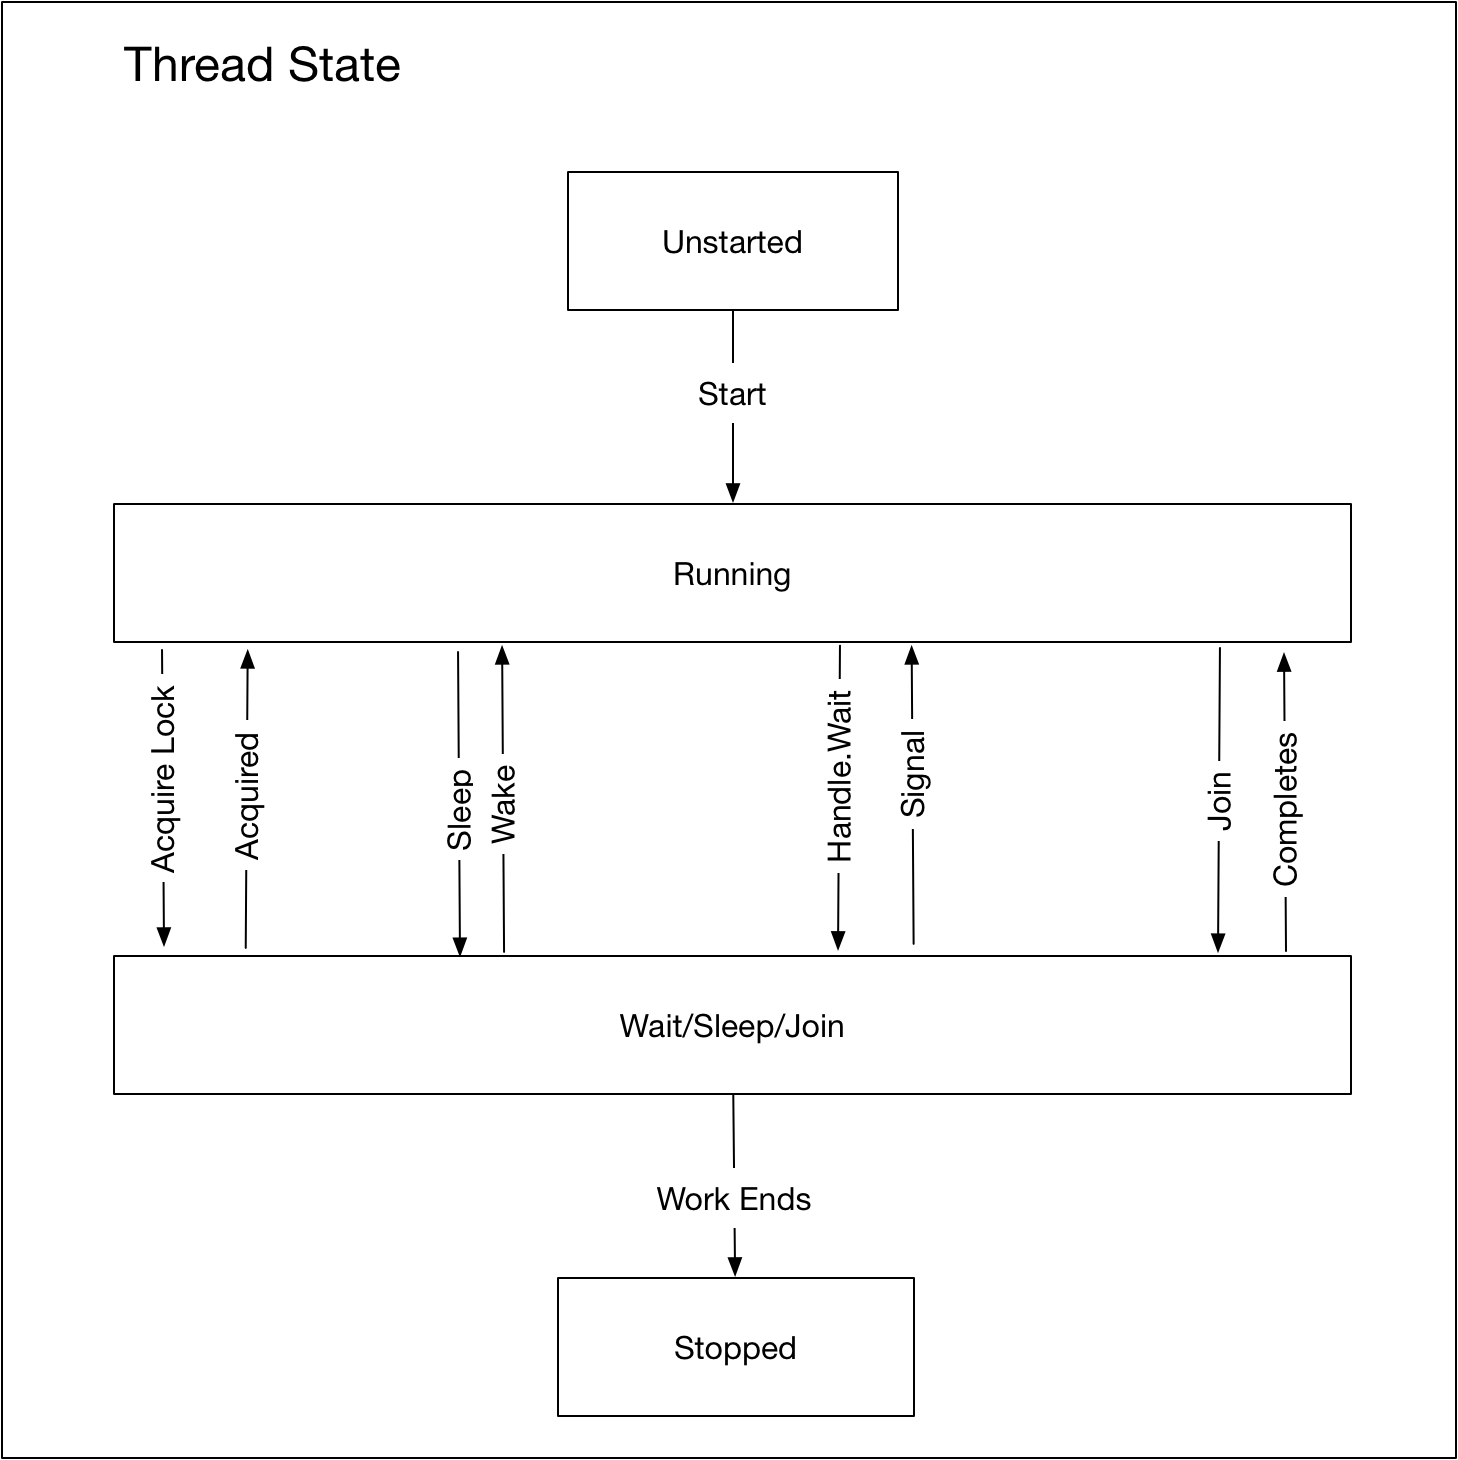 Thread State
Unstarted
Start
Running
Acquire Lock
Acquired
Sleep
Wake
Handle.Wait
Signal
Join
Completes
Wait/Sleep/Join
Work Ends
Stopped